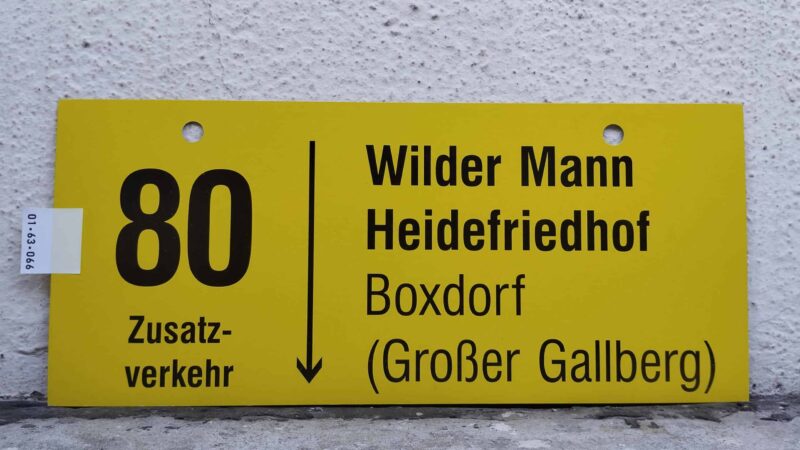 01-63-066
80
Zusatz-
verkehr
Wilder Mann
Heidefriedhof
Boxdorf
(Großer Gallberg)